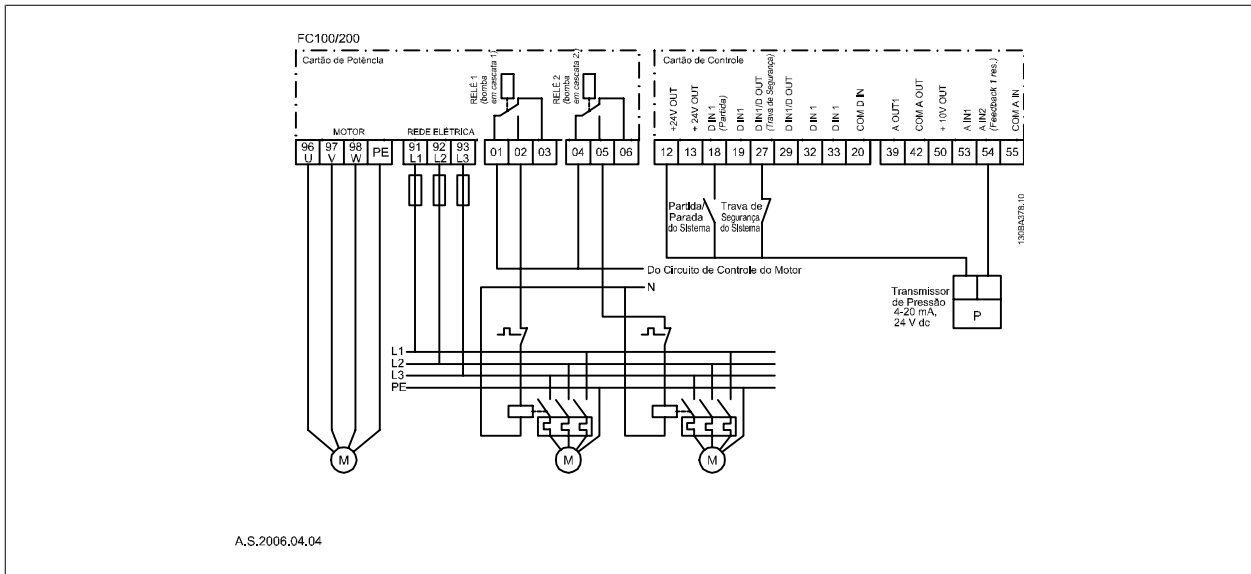 FC100/200
Cartão de Potência
Cartão de Controle
RELÉ 1
(bomba
em cascata 1)
RELÉ 2
(bomba
em cascata 2)
+24V OUT
+ 24V OUT
D IN 1
(Partida)
D IN1
D IN1/D OUT
(Trava de Segurança)
D IN1/D OUT
D IN 1
D IN 1
COM D IN
A OUT1
COM A OUT
+ 10V OUT
A IN1
A IN2
(Feedback 1 res.)
COM A IN
MOTOR
REDE ELÉTRICA
96 97 98 PE 91 92 93 01 02 03 04 05 06 12 13 18 19 27 29 32 33 20 39 42 50 53 54 55
U V W L1 L2 L3
Partida/
Parada
do Sistema
Trava de
Segurança
do Sistema
130BA378.10
Do Circuito de Controle do Motor
N
Transmissor
de Pressão
4-20 mA,
24 V dc
P
L1
L2
L3
PE
M M M
A.S.2006.04.04